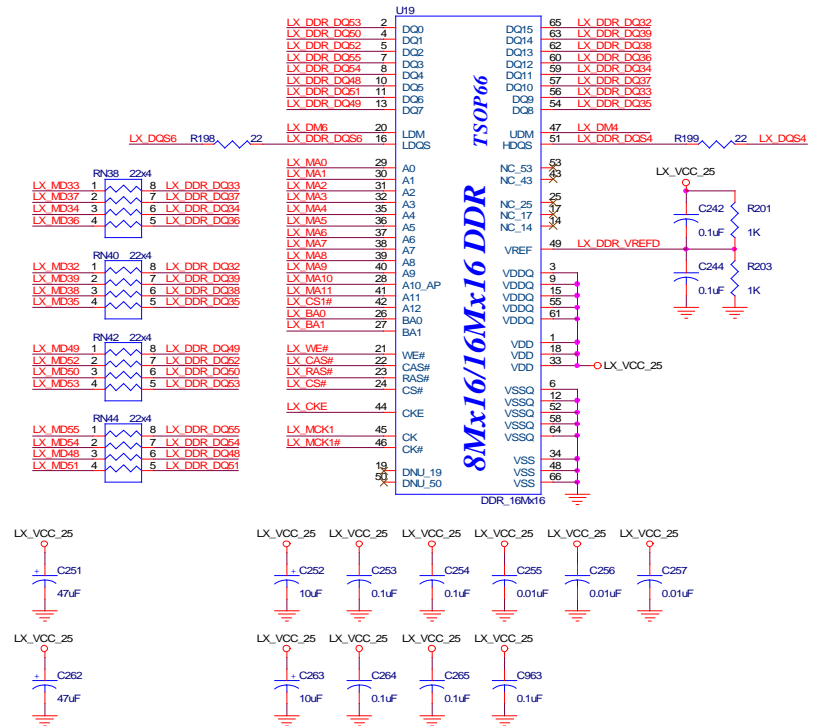 U19
LX_DDR_DQ53 2 DQ0 DQ15 65 LX_DDR_DQ32
LX_DDR_DQ50 4 DQ1 DQ14 63 LX_DDR_DQ39
LX_DDR_DQ52 5 DQ2 DQ13 62 LX_DDR_DQ38
LX_DDR_DQ55 7 DQ3 DQ12 60 LX_DDR_DQ36
LX_DDR_DQ54 8 DQ4 DQ11 59 LX_DDR_DQ34
LX_DDR_DQ48 10 DQ5 DQ10 57 LX_DDR_DQ37
LX_DDR_DQ51 11 DQ6 DQ9 56 LX_DDR_DQ33
LX_DDR_DQ49 13 DQ7 DQ8 54 LX_DDR_DQ35
TSOP66
LX_DM6 20 LDM UDM 47 LX_DM4
LX_DQS6 R198 22 LX_DDR_DQS6 16 LDQS HDQS 51 LX_DDR_DQS4 R199 22 LX_DQS4
LX_MA0 29 A0 NC_53 53
LX_MA1 30 A1 NC_43 43
LX_MA2 31 A2
LX_MA3 32 A3 NC_25 25
LX_MA4 35 A4 NC_17 17
LX_MA5 36 A5 NC_14 14
LX_MA6 37 A6
LX_MA7 38 A7 VREF 49 LX_DDR_VREFD
LX_MA8 39 A8
LX_MA9 40 A9 VDDQ 3
LX_MA10 28 A10_AP VDDQ 9
LX_MA11 41 A11 VDDQ 15
LX_CS1# 42 A12 VDDQ 55
LX_BA0 26 BA0 VDDQ 61
LX_BA1 27 BA1
VDD 1
LX_WE# 21 WE# VDD 18
LX_CAS# 22 CAS# VDD 33 LX_VCC_25
LX_RAS# 23 RAS#
LX_CS# 24 CS# VSSQ 6
VSSQ 12
LX_CKE 44 CKE VSSQ 52
VSSQ 58
LX_MCK1 45 CK VSSQ 64
LX_MCK1# 46 CK#
VSS 34
19 DNU_19 VSS 48
50 DNU_50 VSS 66
DDR_16Mx16
8Mx16/16Mx16 DDR
RN38 22x4
LX_MD33 1 8 LX_DDR_DQ33
LX_MD37 2 7 LX_DDR_DQ37
LX_MD34 3 6 LX_DDR_DQ34
LX_MD36 4 5 LX_DDR_DQ36
RN40 22x4
LX_MD32 1 8 LX_DDR_DQ32
LX_MD39 2 7 LX_DDR_DQ39
LX_MD38 3 6 LX_DDR_DQ38
LX_MD35 4 5 LX_DDR_DQ35
RN42 22x4
LX_MD49 1 8 LX_DDR_DQ49
LX_MD52 2 7 LX_DDR_DQ52
LX_MD50 3 6 LX_DDR_DQ50
LX_MD53 4 5 LX_DDR_DQ53
RN44 22x4
LX_MD55 1 8 LX_DDR_DQ55
LX_MD54 2 7 LX_DDR_DQ54
LX_MD48 3 6 LX_DDR_DQ48
LX_MD51 4 5 LX_DDR_DQ51
LX_VCC_25
C242 R201
0.1uF 1K
C244 R203
0.1uF 1K
LX_VCC_25 LX_VCC_25 LX_VCC_25 LX_VCC_25 LX_VCC_25 LX_VCC_25 LX_VCC_25
+ C251 + C252 C253 C254 C255 C256 C257
47uF 10uF 0.1uF 0.1uF 0.01uF 0.01uF 0.01uF
LX_VCC_25 LX_VCC_25 LX_VCC_25 LX_VCC_25 LX_VCC_25
+ C262 + C263 C264 C265 C963
47uF 10uF 0.1uF 0.1uF 0.1uF